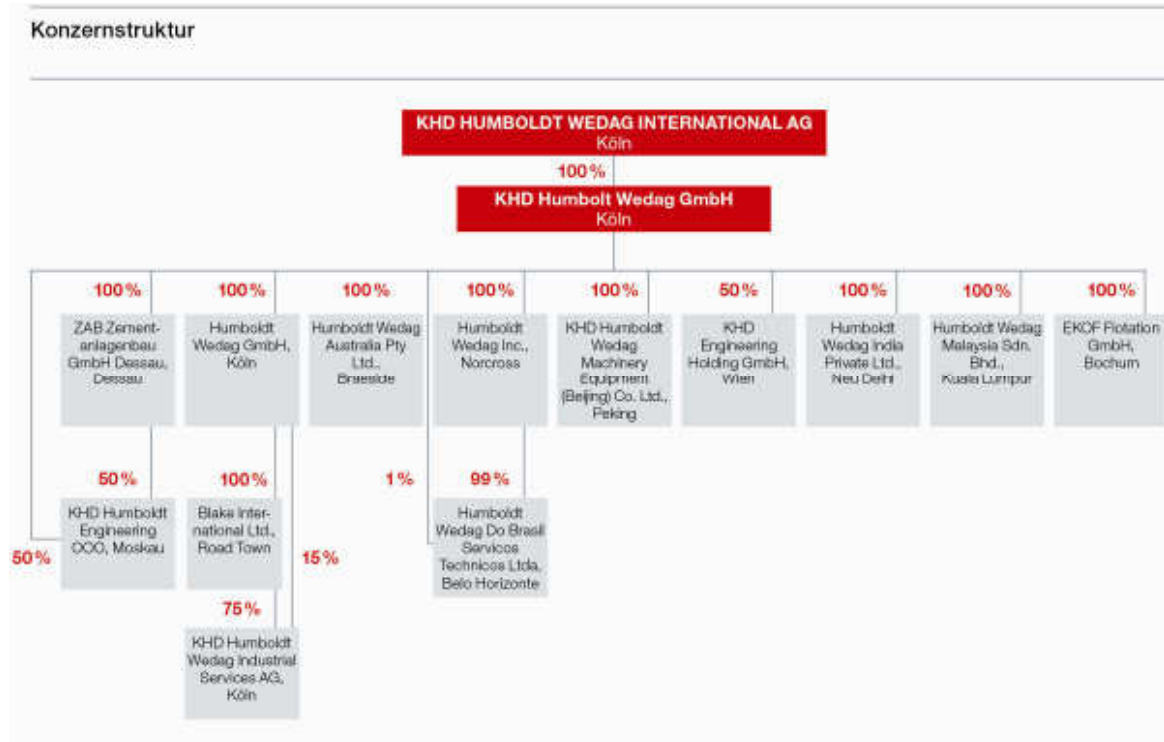 Konzernstruktur
KHD HUMBOLDT WEDAG INTERNATIONAL AG
Köln
100%
KHD Humbolt Wedag GmbH
Köln
100%
100%
100%
100%
100%
50%
100%
100%
100%
ZAB Zement-
anlagenbau
GmbH Dessau,
Dessau
Humboldt
Wedag GmbH,
Köln
Humboldt Wedag
Australia Pty
Ltd.,
Braeside
Humboldt
Wedag Inc.,
Norcross
KHD Humboldt
Wedag
Machinery
Equipment
(Beijing) Co. Ltd.,
Peking
KHD
Engineering
Holding GmbH,
Wien
Humboldt
Wedag India
Private Ltd.,
Neu Delhi
Humboldt Wedag
Malaysia Sdn.
Bhd.,
Kuala Lumpur
EKOF Flotation
GmbH,
Bochum
50%
100%
1%
99%
KHD Humboldt
Engineering
OOO, Moskau
Blake Inter-
national Ltd.,
Road Town
Humboldt
Wedag Do Brasil
Servicos
Technicos Ltda,
Belo Horizonte
50%
15%
75%
KHD Humboldt
Wedag Industrial
Services AG,
Köln